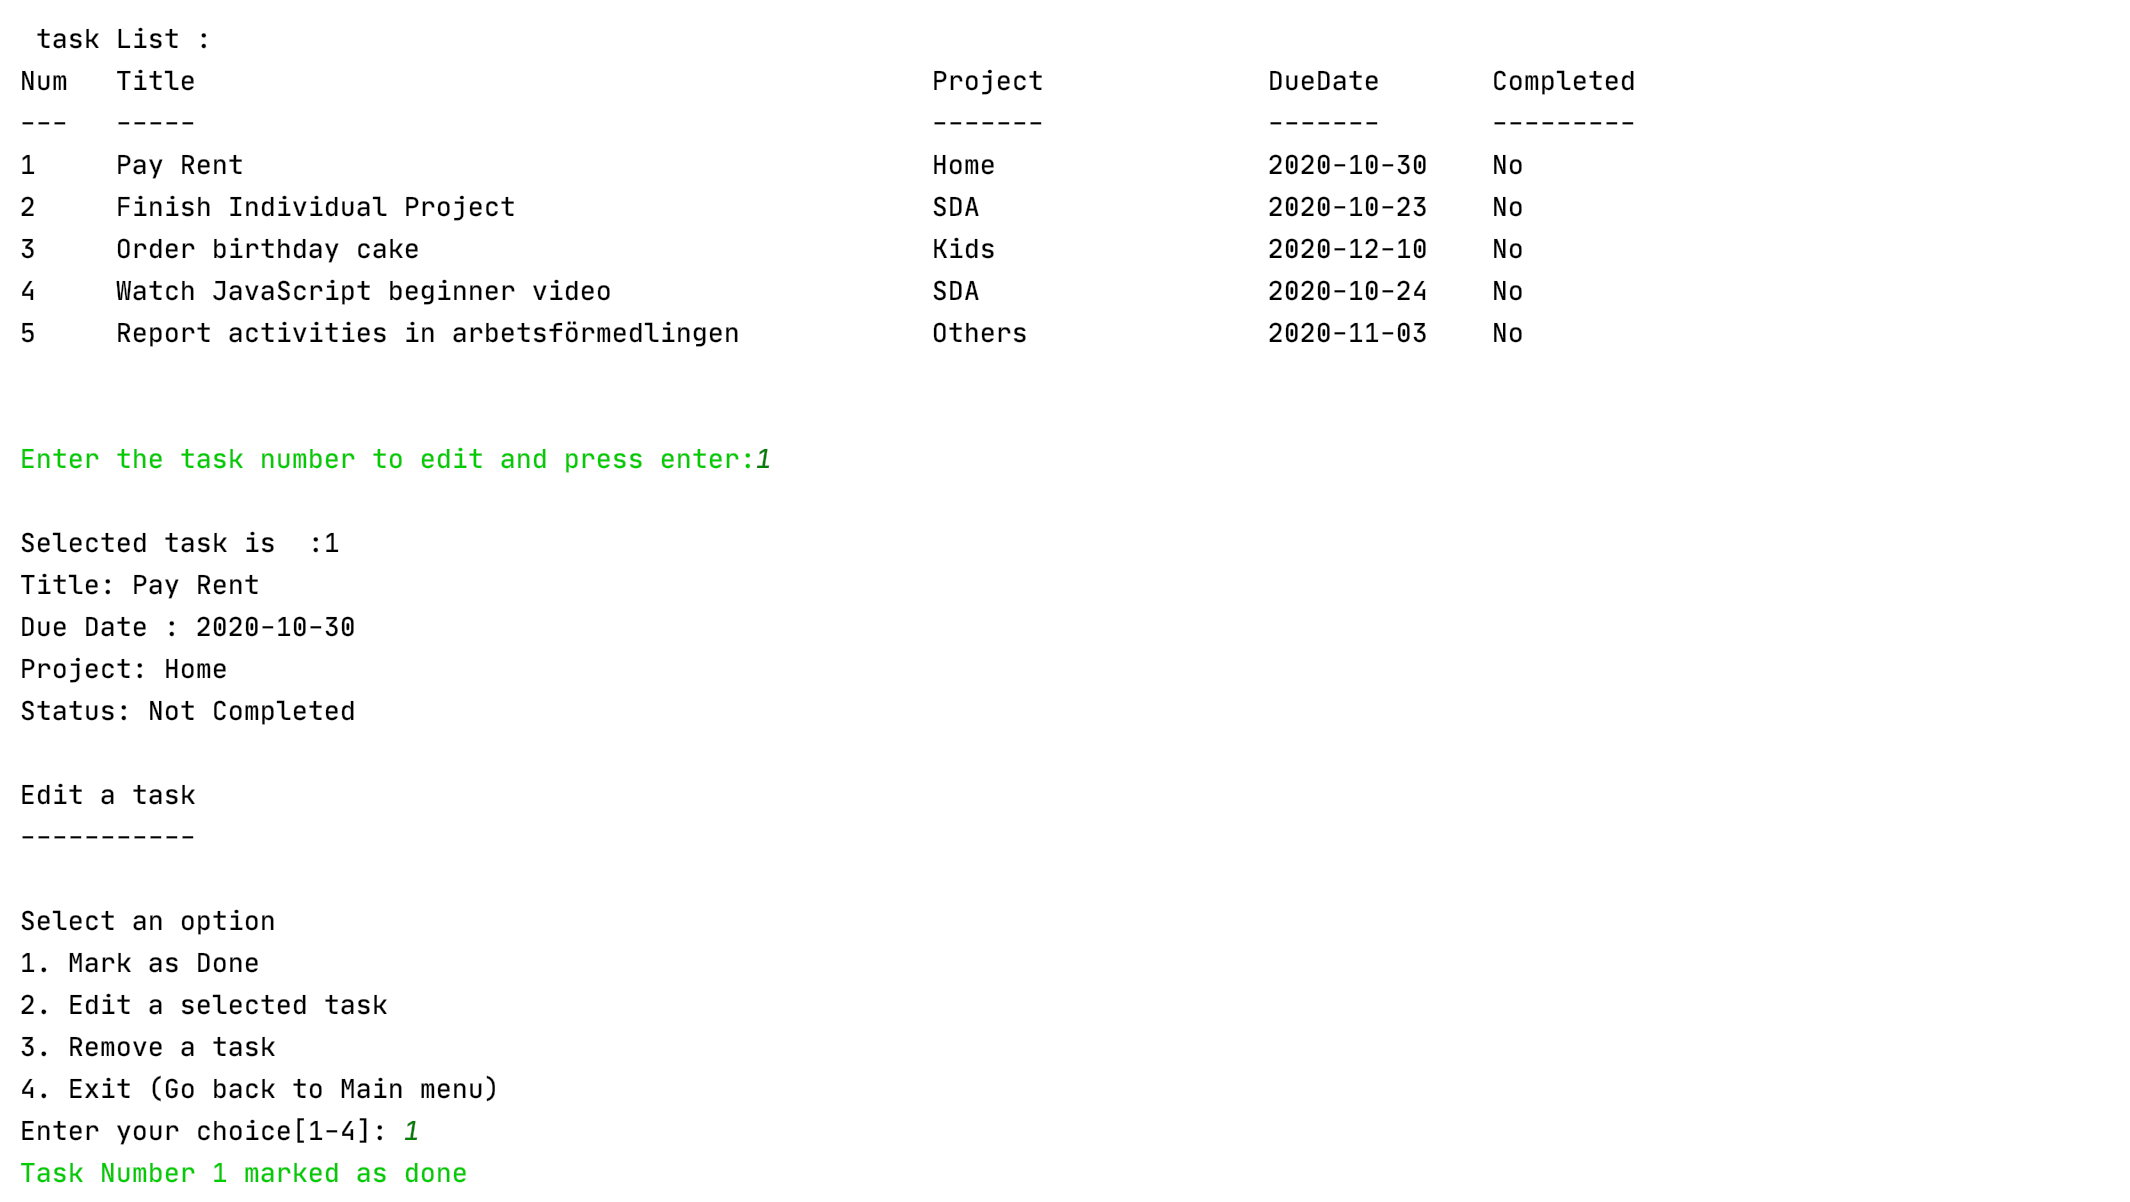 task List :
Num   Title                                              Project              DueDate       Completed
---   -----                                              -------              -------       ---------
1     Pay Rent                                           Home                 2020-10-30    No
2     Finish Individual Project                          SDA                  2020-10-23    No
3     Order birthday cake                                Kids                 2020-12-10    No
4     Watch JavaScript beginner video                    SDA                  2020-10-24    No
5     Report activities in arbetsförmedlingen            Others               2020-11-03    No
Enter the task number to edit and press enter:1
Selected task is  :1
Title: Pay Rent
Due Date : 2020-10-30
Project: Home
Status: Not Completed
Edit a task
-----------
Select an option
1. Mark as Done
2. Edit a selected task
3. Remove a task
4. Exit (Go back to Main menu)
Enter your choice[1-4]: 1
Task Number 1 marked as done